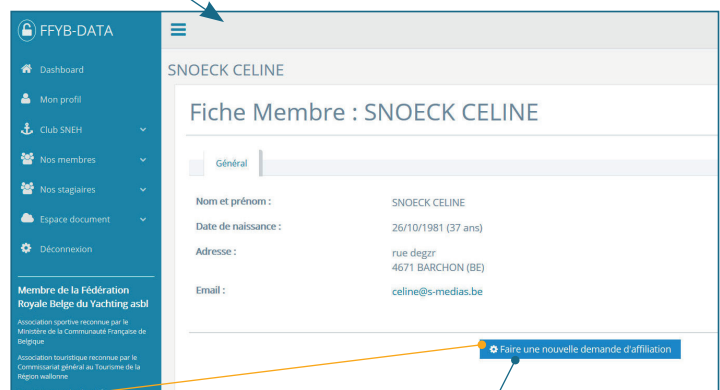 FFYB-DATA
Dashboard
Mon profil
Club SNEH
Nos membres
Nos stagiaires
Espace document
Déconnexion
Membre de la Fédération
Royale Belge du Yachting asbl
Association sportive reconnue par le
Ministère de la Communauté Française de
Belgique
Association touristique reconnue par le
Commissariat général au Tourisme de la
Région wallonne
SNOECK CELINE
Fiche Membre : SNOECK CELINE
Général
Nom et prénom : SNOECK CELINE
Date de naissance : 26/10/1981 (37 ans)
Adresse : rue degzr
4671 BARCHON (BE)
Email : celine@s-medias.be
Faire une nouvelle demande d'affiliation